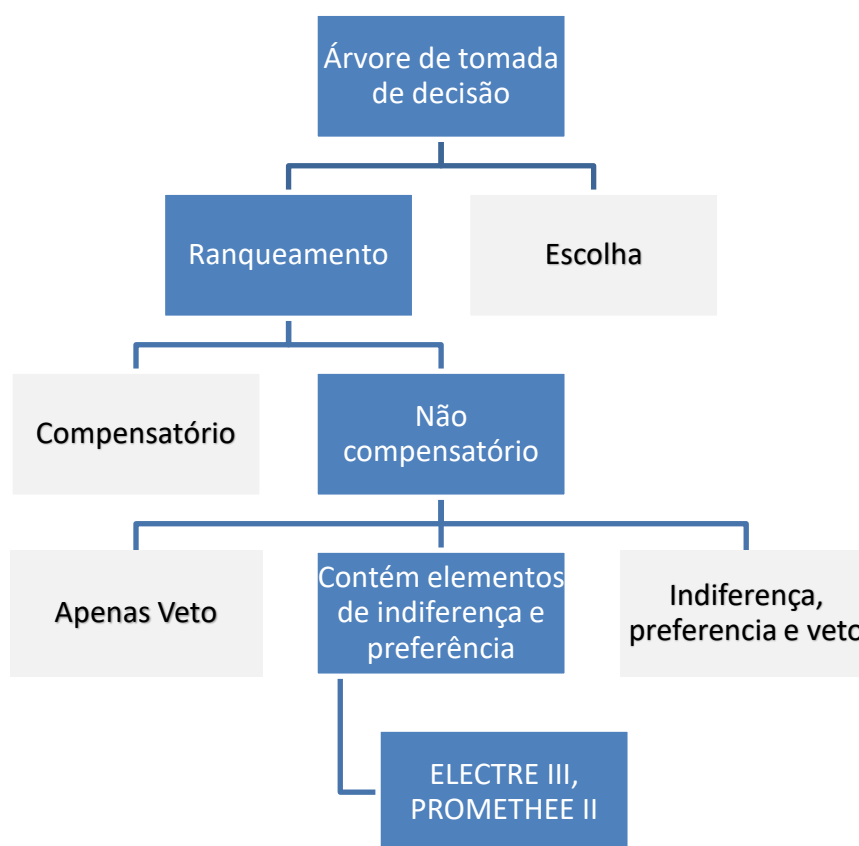 Árvore de tomada
de decisão
Ranqueamento
Escolha
Compensatório
Não
compensatório
Apenas Veto
Contém elementos
de indiferença e
preferência
Indiferença,
preferencia e veto
ELECTRE III,
PROMETHEE II